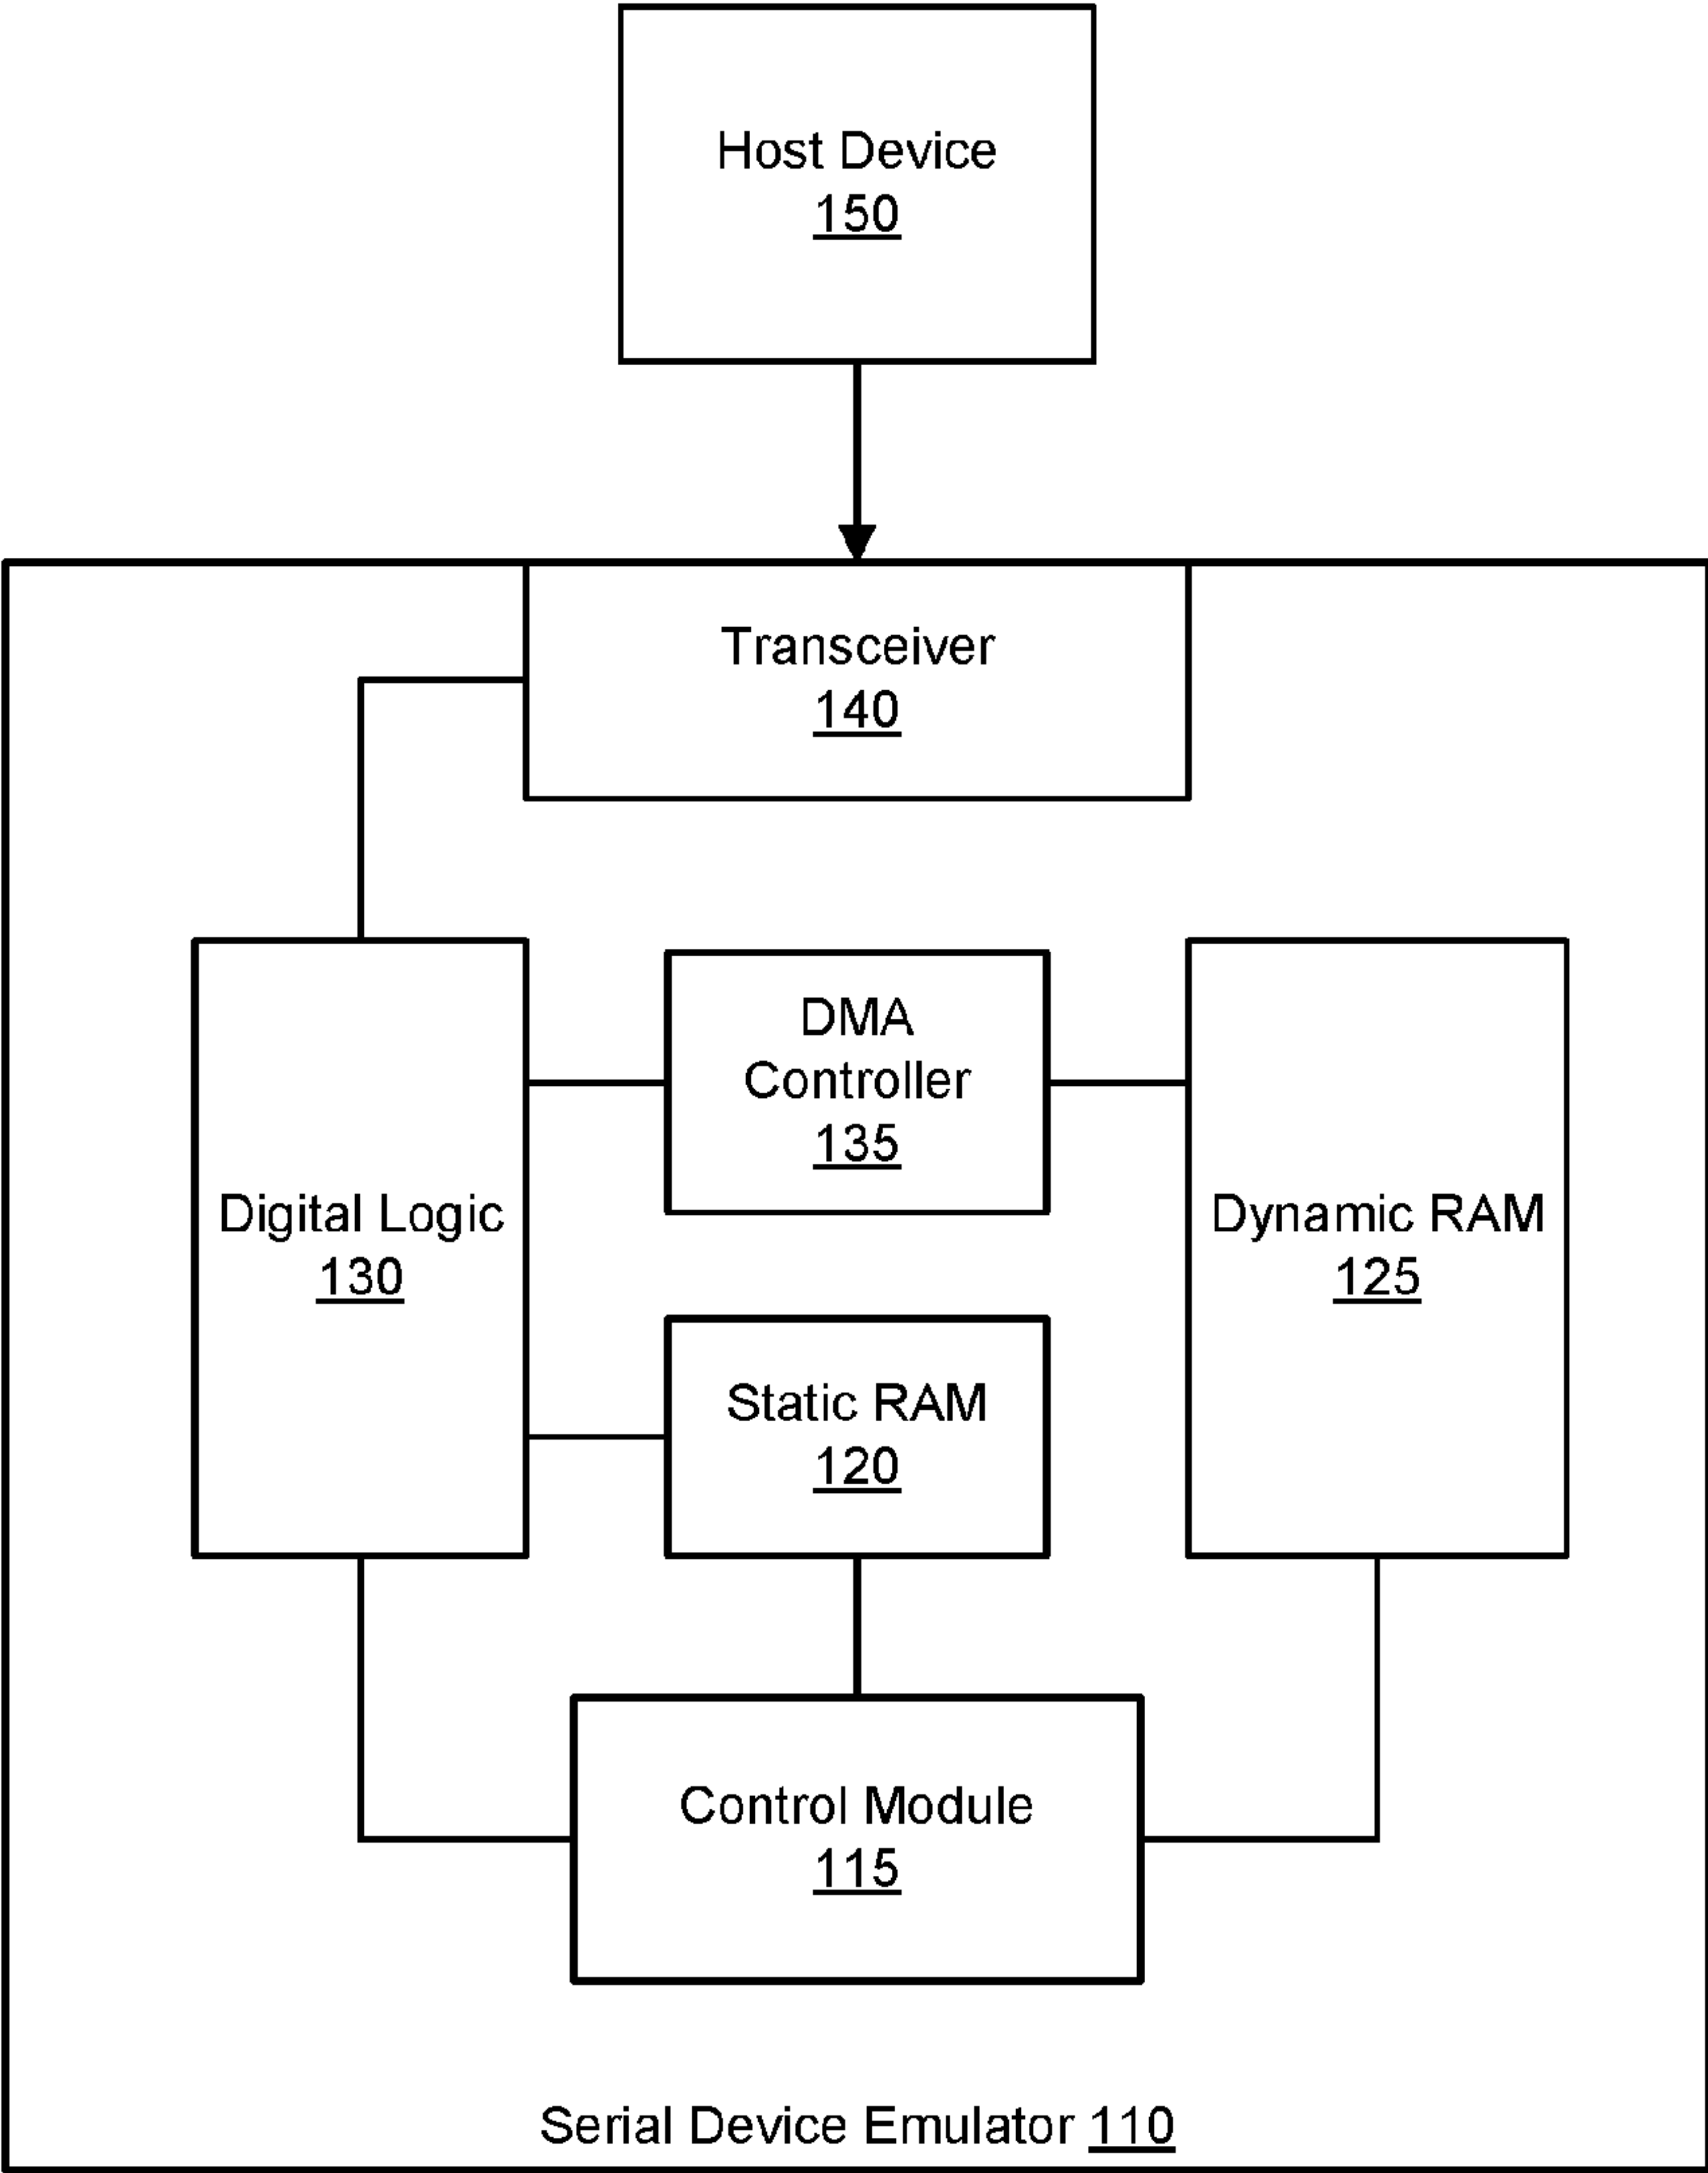 Host Device
150
Transceiver
140
DMA
Controller
135
Digital Logic
130
Dynamic RAM
125
Static RAM
120
Control Module
115
Serial Device Emulator 110